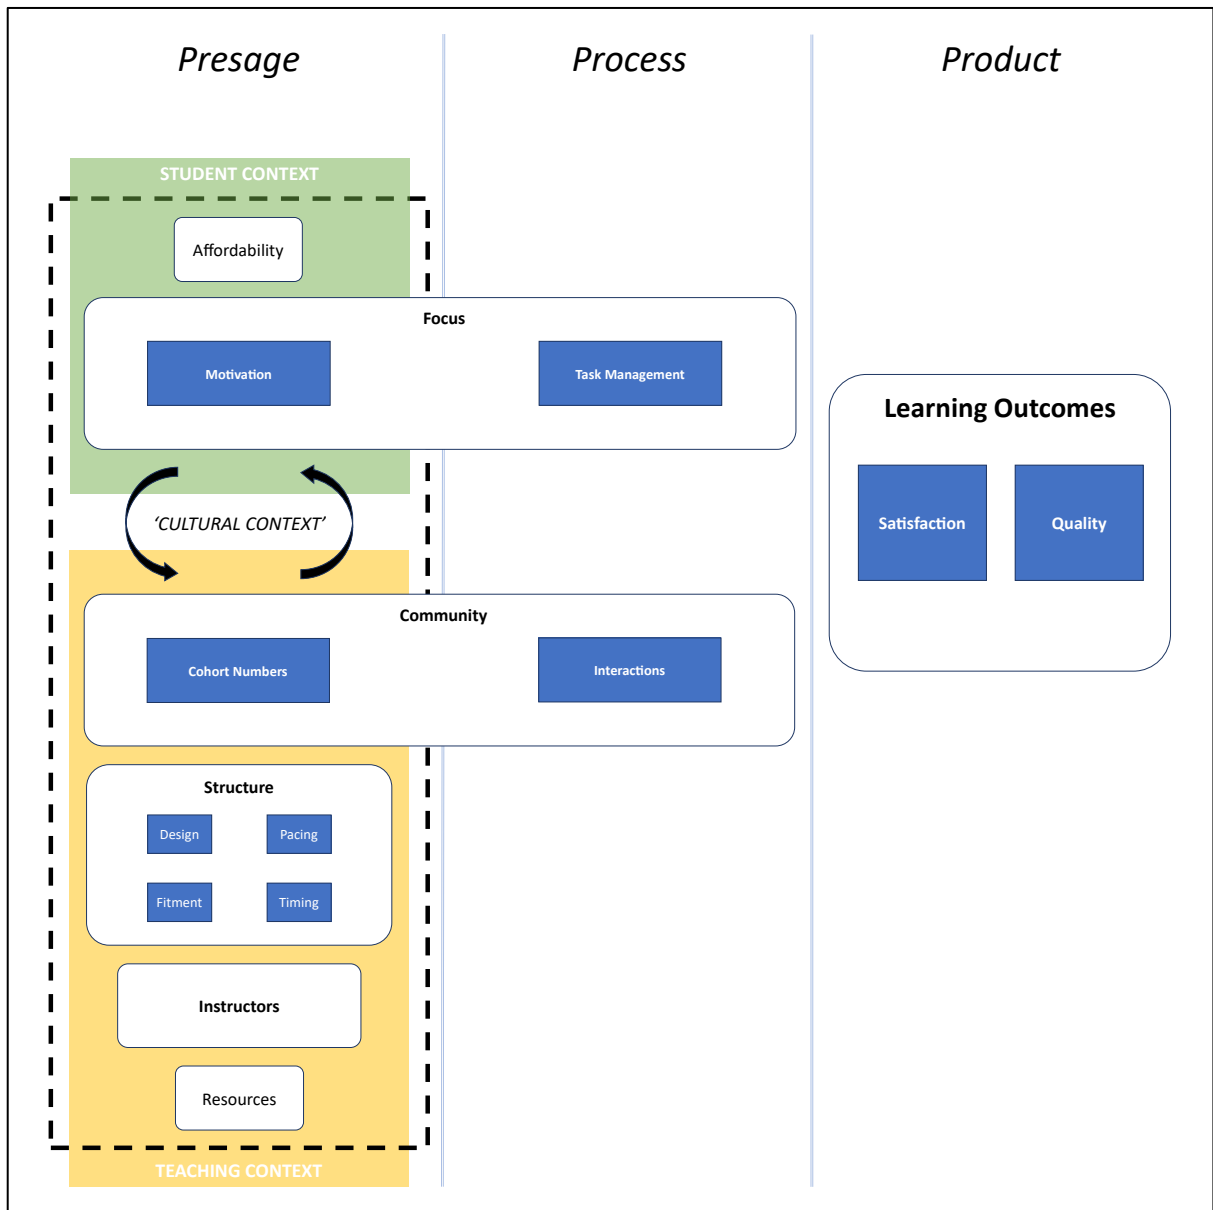 Presage
Process
Product
STUDENT CONTEXT
Affordability
Focus
Motivation
Task Management
Learning Outcomes
Satisfaction
Quality
‘CULTURAL CONTEXT’
Community
Cohort Numbers
Interactions
Structure
Design
Pacing
Fitment
Timing
Instructors
Resources
TEACHING CONTEXT